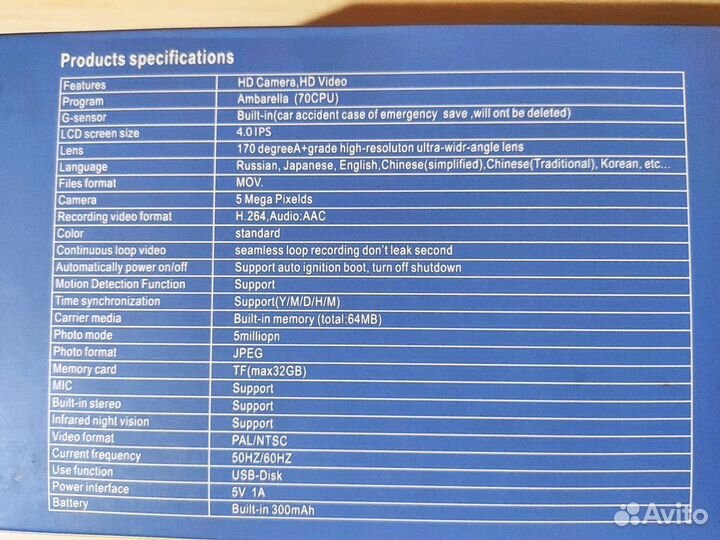 Products specifications
Features HD Camera,HD Video
Program Ambarella (70CPU)
G-sensor Built-in(car accident case of emergency save ,will ont be deleted)
LCD screen size 4.0IPS
Lens 170 degreeA+grade high-resoluton ultra-widr-angle lens
Language Russian, Japanese, English,Chinese(simplified),Chinese(Traditional), Korean, etc...
Files format MOV.
Camera 5 Mega Pixelds
Recording video format H.264,Audio:AAC
Color standard
Continuous loop video seamless loop recording don't leak second
Automatically power on/off Support auto ignition boot, turn off shutdown
Motion Detection Function Support
Time synchronization Support(Y/M/D/H/M)
Carrier media Built-in memory (total:64MB)
Photo mode 5milliopn
Photo format JPEG
Memory card TF(max32GB)
MIC Support
Built-in stereo Support
Infrared night vision Support
Video format PAL/NTSC
Current frequency 50HZ/60HZ
Use function USB-Disk
Power interface 5V 1A
Battery Built-in 300mAh
Avito